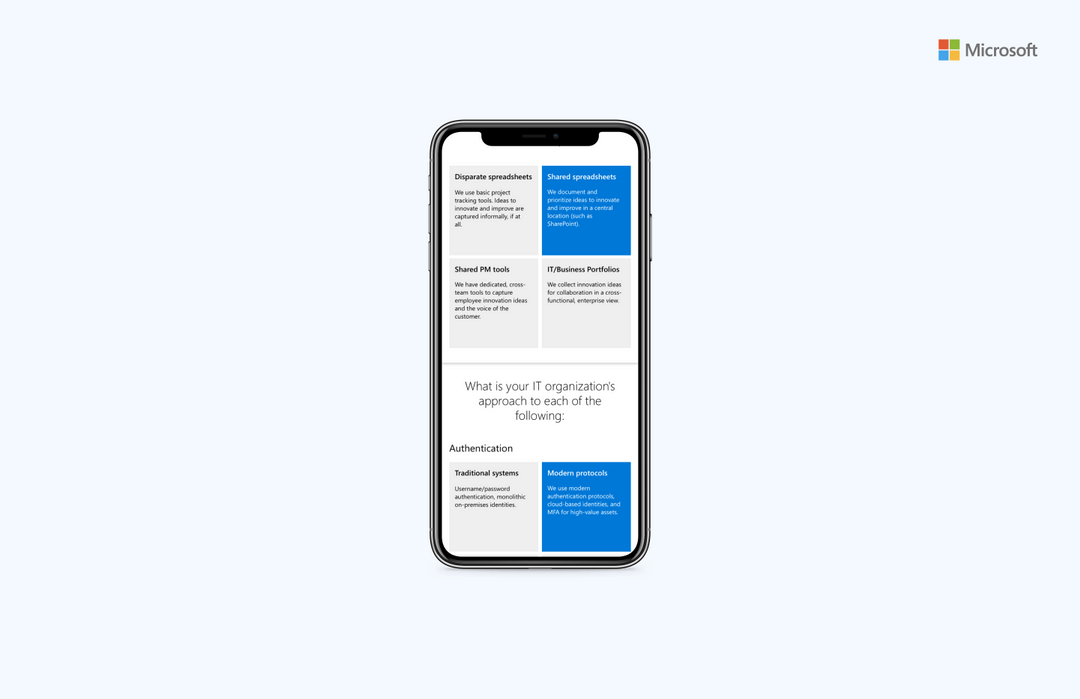 Microsoft
Disparate spreadsheets
We use basic project
tracking tools. Ideas to
innovate and improve are
captured informally, if at
all.
Shared spreadsheets
We document and
prioritize ideas to innovate
and improve in a central
location (such as
SharePoint).
Shared PM tools
We have dedicated, cross-
team tools to capture
employee innovation ideas
and the voice of the
customer.
IT/Business Portfolios
We collect innovation ideas
for collaboration in a cross-
functional, enterprise view.
What is your IT organization's
approach to each of the
following:
Authentication
Traditional systems
Username/password
authentication, monolithic
on-premises identities.
Modern protocols
We use modern
authentication protocols,
cloud-based identities, and
MFA for high-value assets.